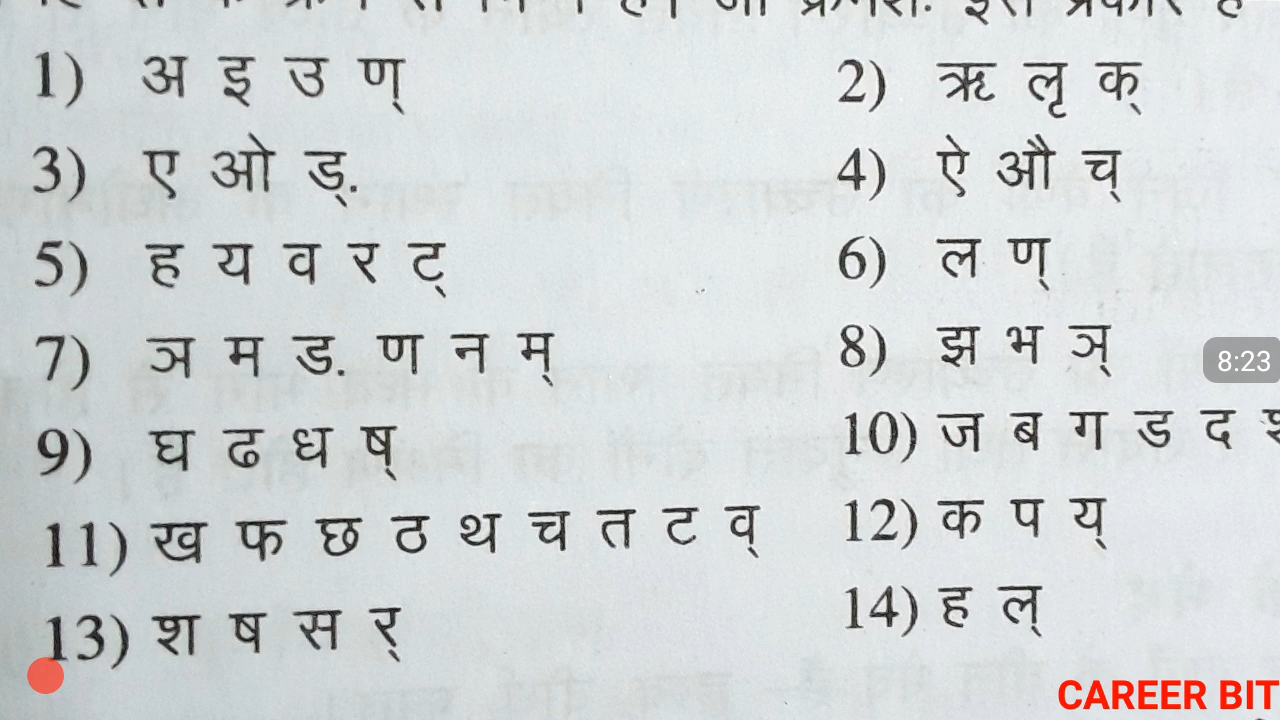 1) अ इ उ ण् 2) ऋ लृ क्
3) ए ओ ड्. 4) ऐ औ च्
5) ह य व र ट् 6) ल ण्
7) ञ म ड. ण न म् 8) झ भ ञ्
8:23
9) घ ढ ध ष् 10) ज ब ग ड द
11) ख फ छ ठ थ च त ट व् 12) क प य्
13) श ष स र् 14) ह ल्
CAREER BIT